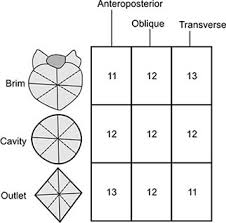 Anteroposterior
Oblique
Transverse
Brim 11 12 13
Cavity 12 12 12
Outlet 13 12 11